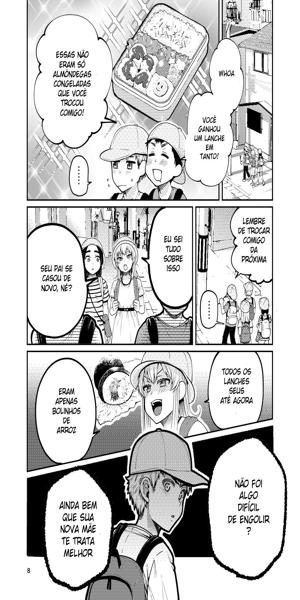 WHOA
VOCÊ
GANHOU
UM LANCHE
EM
TANTO!
ESSAS NÃO
ERAM SÓ
ALMÔNDEGAS
CONGELADAS
QUE VOCÊ
TROCOU
COMIGO!
......
LEMBRE
DE TROCAR
COMIGO
DA
PRÓXIMA
EU SEI
TUDO
SOBRE
ISSO
SEU PAI SE
CASOU DE
NOVO, NÉ?
......
TODOS OS
LANCHES
SEUS
ATÉ
AGORA
ERAM
APENAS
BOLINHOS
DE
ARROZ
NÃO FOI
ALGO
DIFÍCIL
DE ENGOLIR
?
AINDA BEM
QUE SUA
NOVA MÃE
TE TRATA
MELHOR
8